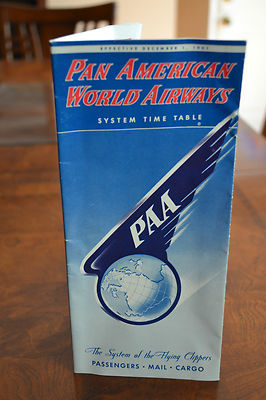 EFFECTIVE DECEMBER 1,
PAN AMERICAN
WORLD AIRWAYS
SYSTEM TIME TABLE
®
PAA
The System of the Flying Clippers
PASSENGERS • MAIL • CARGO